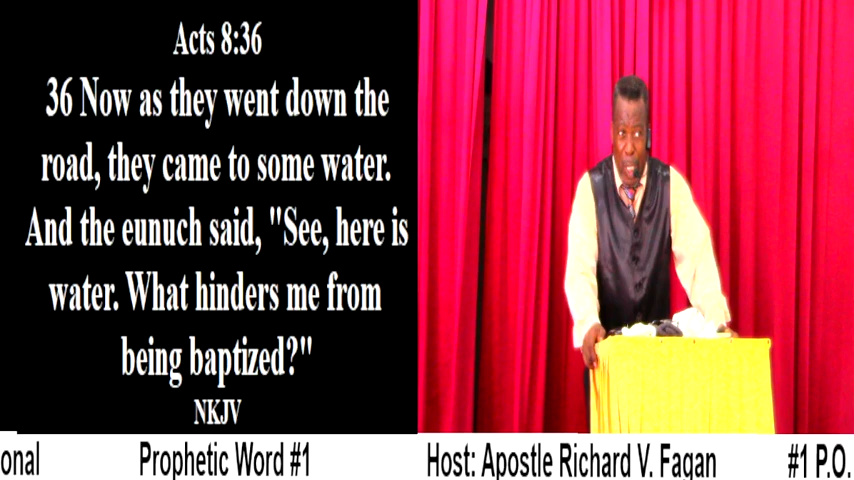 Acts 8:36
36 Now as they went down the
road, they came to some water.
And the eunuch said, "See, here is
water. What hinders me from
being baptized?"
NKJV
onal Prophetic Word #1 Host: Apostle Richard V. Fagan #1 P.O.